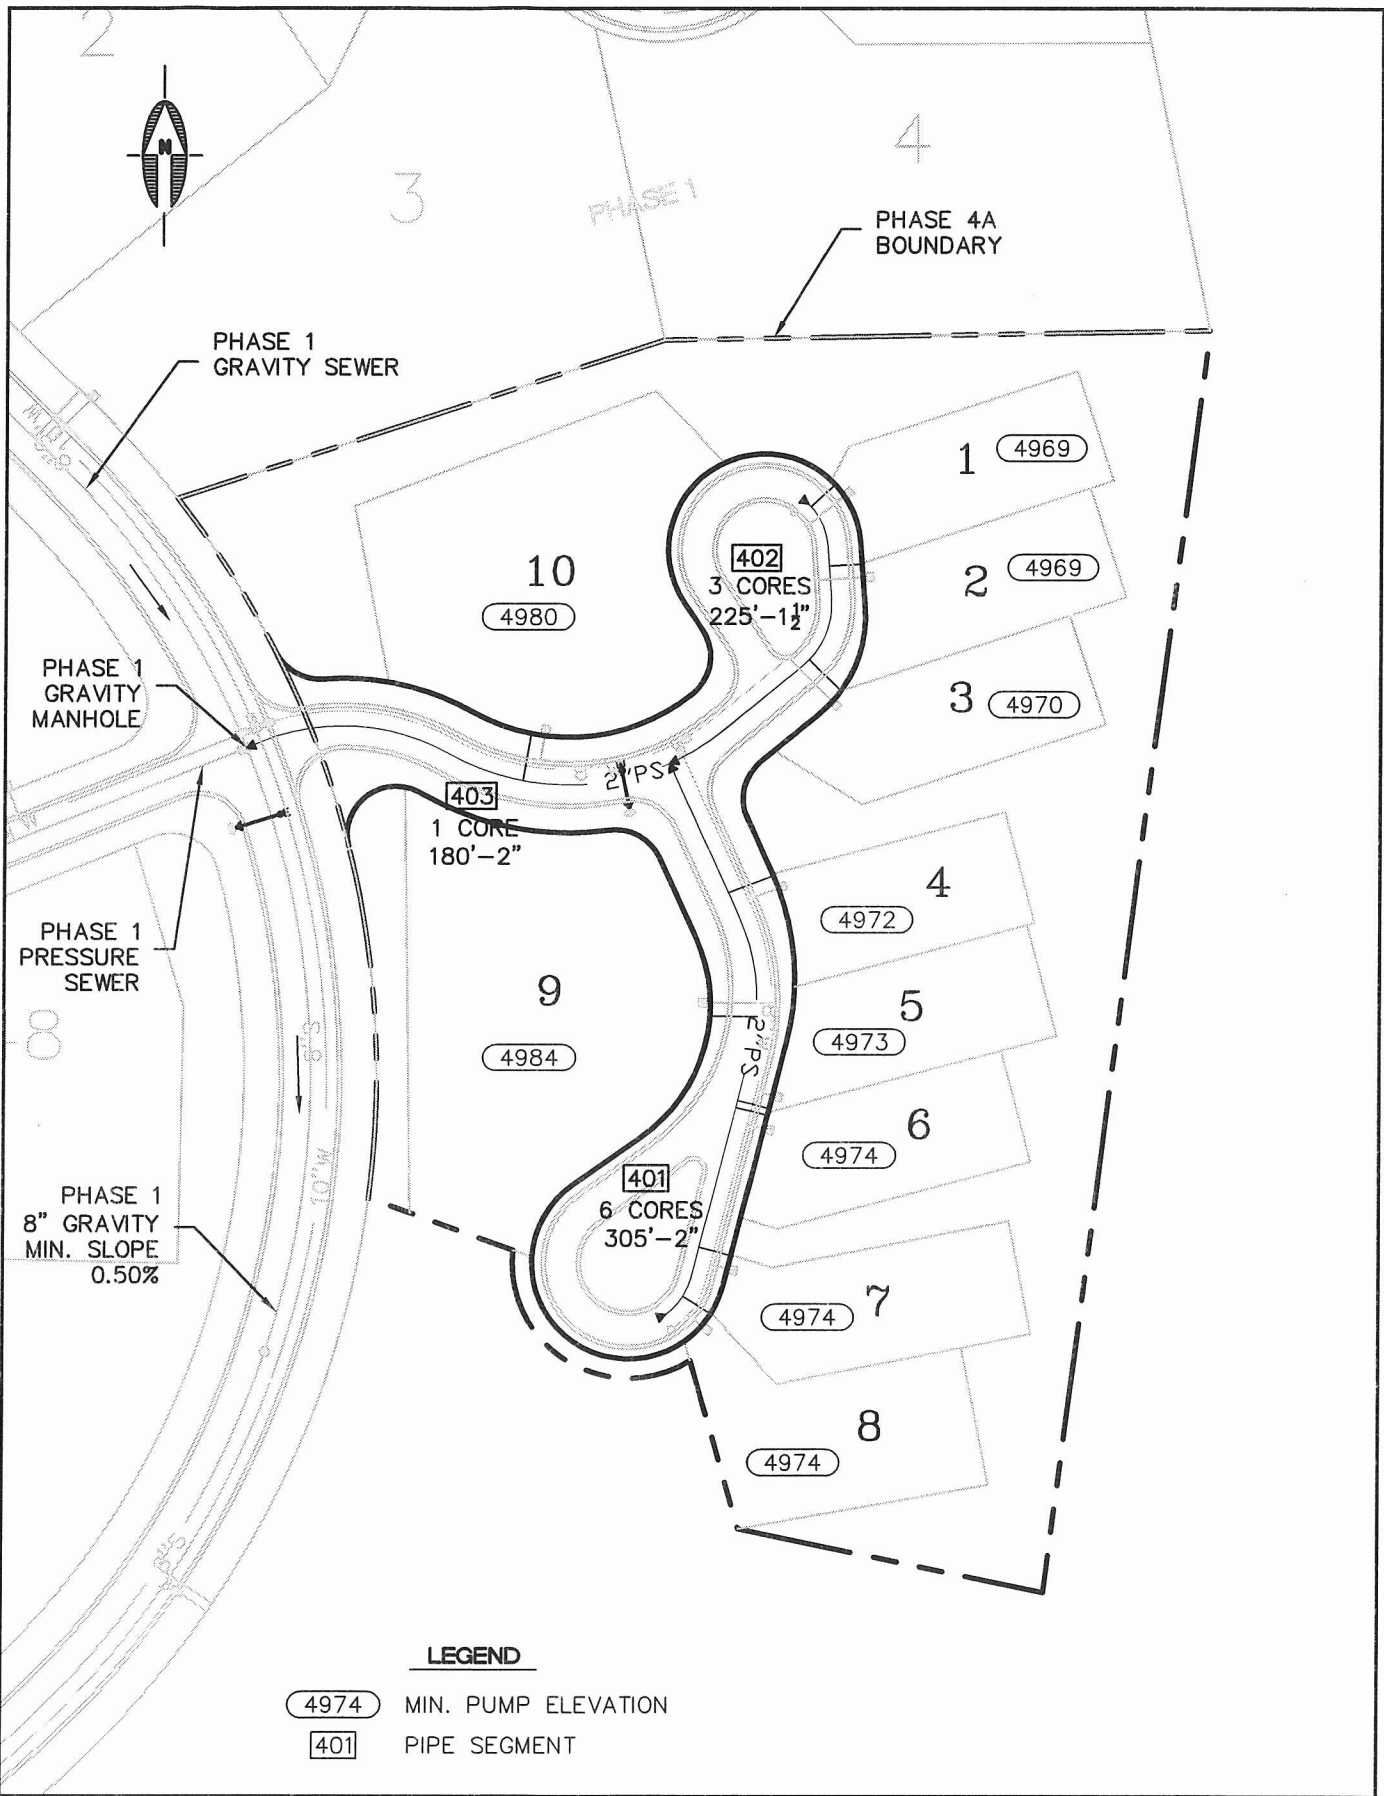 2
N
3
4
PHASE 1
PHASE 4A
BOUNDARY
PHASE 1
GRAVITY SEWER
1
4969
402
3 CORES
225'-1½"
2
4969
10
4980
PHASE 1
GRAVITY
MANHOLE
3
4970
2"PS
403
1 CORE
180'-2"
4
4972
PHASE 1
PRESSURE
SEWER
9
4984
5
4973
2"PS
8
8"S
6
4974
10"W
401
6 CORES
305'-2"
PHASE 1
8" GRAVITY
MIN. SLOPE
0.50%
7
4974
8
4974
8"S
LEGEND
4974 MIN. PUMP ELEVATION
401 PIPE SEGMENT